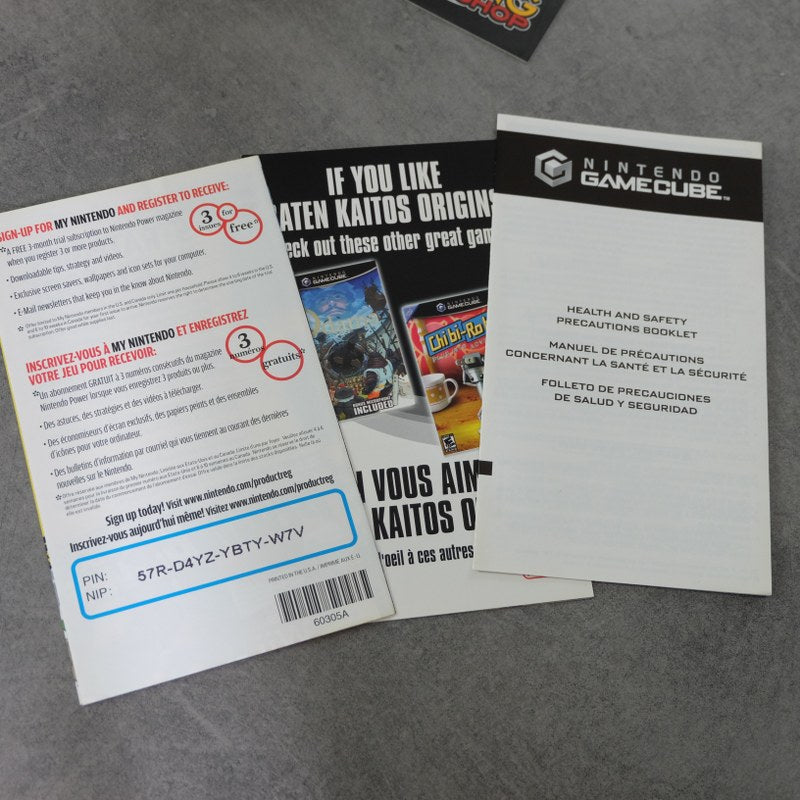 SHOP
SIGN-UP FOR MY NINTENDO AND REGISTER TO RECEIVE:
*A FREE 3-month trial subscription to Nintendo Power magazine
when you register 3 or more products.
3
issues
for
free*
• Downloadable tips, strategy and videos.
• Exclusive screen savers, wallpapers and icon sets for your computer.
• E-Mail newsletters that keep you in the know about Nintendo.
INSCRIVEZ-VOUS À MY NINTENDO ET ENREGISTREZ
VOTRE JEU POUR RECEVOIR:
3
numéros
gratuits*
*Un abonnement GRATUIT à 3 numéros consécutifs du magazine
Nintendo Power lorsque vous enregistrez 3 produits ou plus.
• Des astuces, des stratégies et des vidéos à télécharger.
• Des économiseurs d'écran exclusifs, des papiers peints et des ensembles
d'icônes pour votre ordinateur.
• Des bulletins d'information par courriel qui vous tiennent au courant des dernières
nouvelles sur le Nintendo.
Sign up today! Visit www.nintendo.com/productreg
Inscrivez-vous aujourd'hui même! Visitez www.nintendo.com/productreg
PIN:
NIP:
57R-D4YZ-YBTY-W7V
PRINTED IN THE U.S.A. / IMPRIMÉ AUX É.-U.
60305A
IF YOU LIKE
ATEN KAITOS ORIGINS
eck out these other great gam
NINTENDO
GAMECUBE
INCLUDED
NINTENDO
GAMECUBE
Chibi-Ro
VOUS AIM
KAITOS O
'oeil à ces autres
NINTENDO
GAMECUBE™
HEALTH AND SAFETY
PRECAUTIONS BOOKLET
MANUEL DE PRÉCAUTIONS
CONCERNANT LA SANTÉ ET LA SÉCURITÉ
FOLLETO DE PRECAUCIONES
DE SALUD Y SEGURIDAD